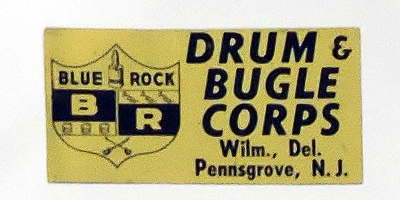 BLUE ROCK
B
R
DRUM &
BUGLE
CORPS
Wilm., Del.
Pennsgrove, N. J.